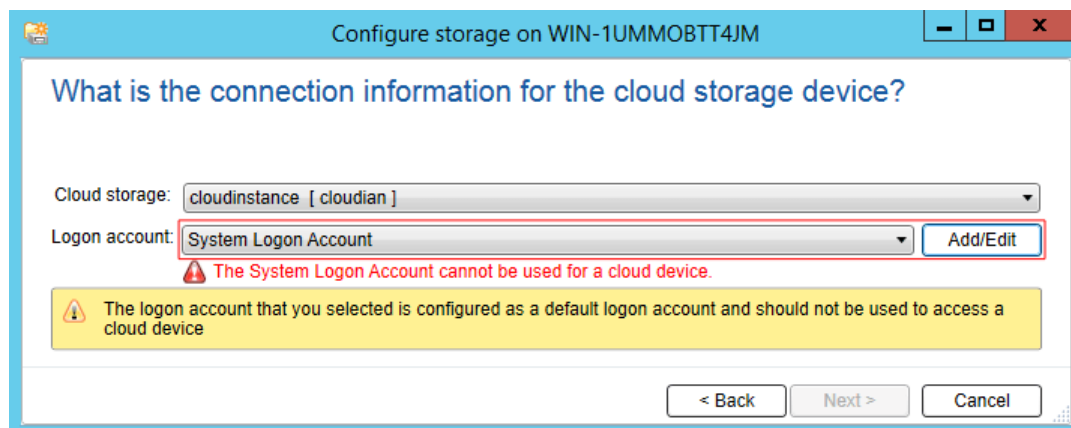 Configure storage on WIN-1UMMOBTT4JM
What is the connection information for the cloud storage device?
Cloud storage: cloudinstance [ cloudian ]
Logon account: System Logon Account Add/Edit
The System Logon Account cannot be used for a cloud device.
The logon account that you selected is configured as a default logon account and should not be used to access a
cloud device
< Back Next > Cancel